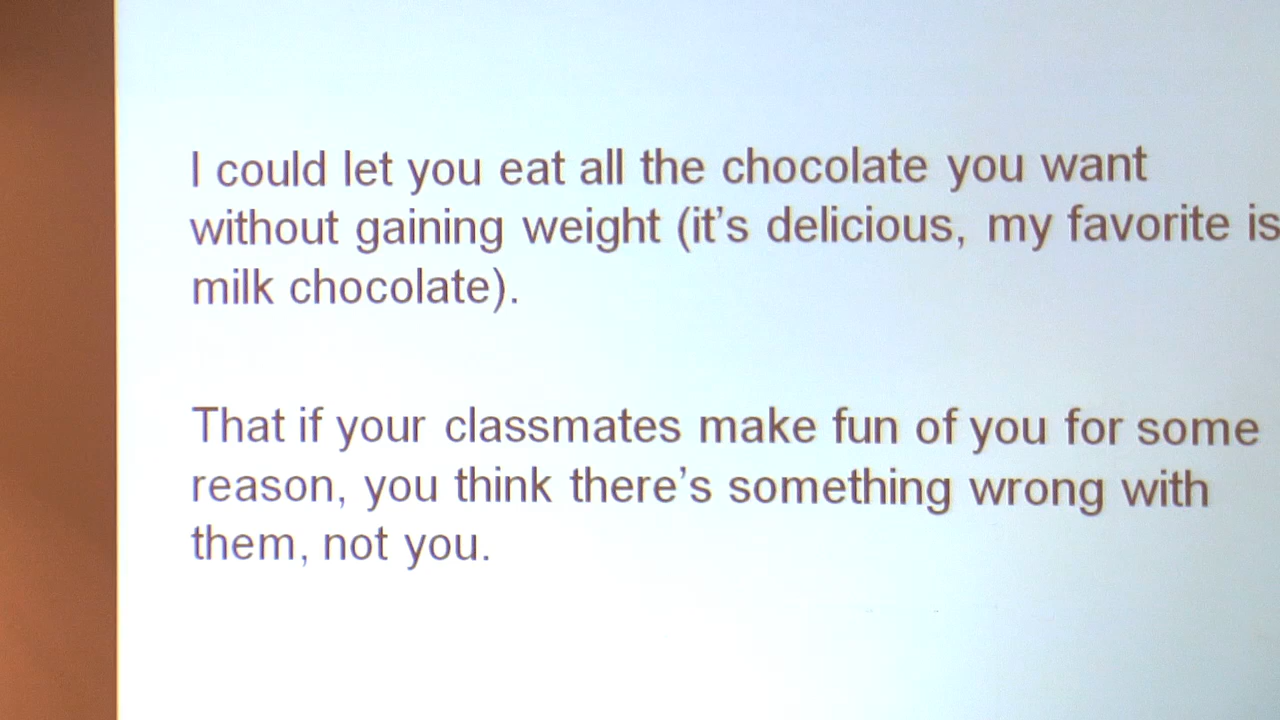 I could let you eat all the chocolate you want
without gaining weight (it’s delicious, my favorite is
milk chocolate).
That if your classmates make fun of you for some
reason, you think there’s something wrong with
them, not you.